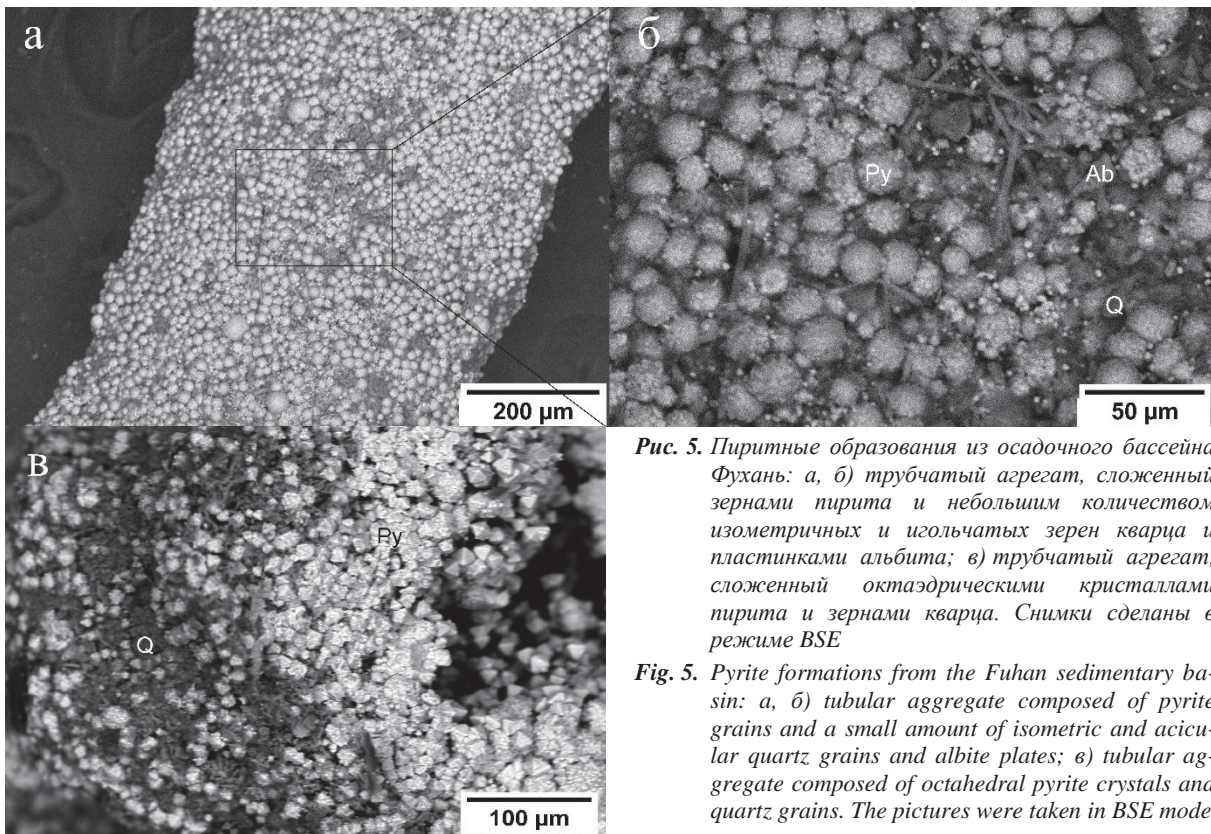 а
б
Py
Ab
Q
200 µm
50 µm
в
Py
Q
100 µm
Рис. 5. Пиритные образования из осадочного бассейна
Фухань: а, б) трубчатый агрегат, сложенный
зернами пирита и небольшим количеством
изометричных и игольчатых зерен кварца и
пластинками альбита; в) трубчатый агрегат,
сложенный октаэдрическими кристаллами
пирита и зернами кварца. Снимки сделаны в
режиме BSE
Fig. 5. Pyrite formations from the Fuhan sedimentary ba-
sin: а, б) tubular aggregate composed of pyrite
grains and a small amount of isometric and acicu-
lar quartz grains and albite plates; в) tubular ag-
gregate composed of octahedral pyrite crystals and
quartz grains. The pictures were taken in BSE mode